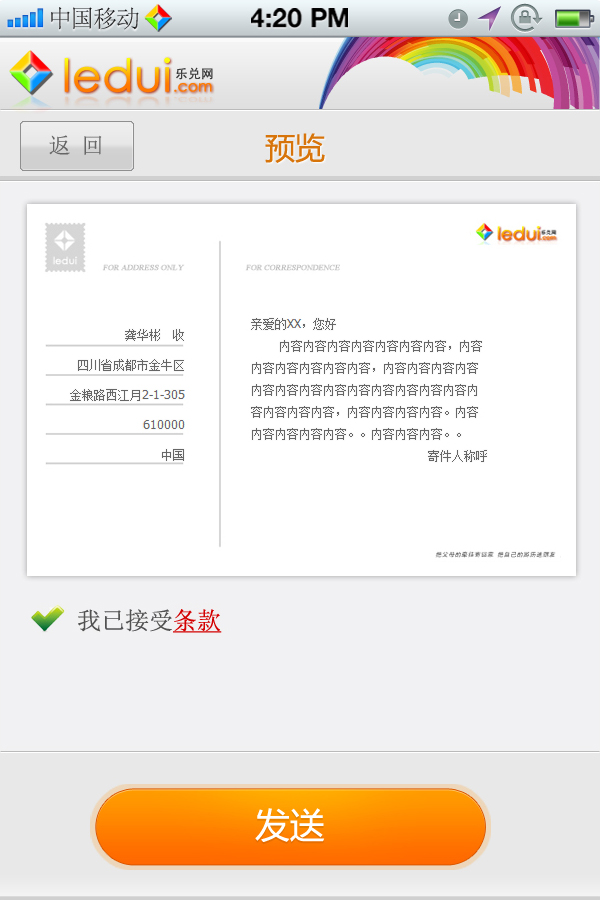 中国移动
4:20 PM
ledui.com 乐兑网
返 回
预览
ledui
FOR ADDRESS ONLY
龚华彬 收
四川省成都市金牛区
金粮路西江月2-1-305
610000
中国
ledui.com 乐兑网
FOR CORRESPONDENCE
亲爱的XX，您好
内容内容内容内容内容内容内容，内容
内容内容内容内容内容，内容内容内容内容
内容内容内容内容内容内容内容内容内容内
容内容内容内容，内容内容内容内容。内容
内容内容内容内容。。内容内容内容。。
寄件人称呼
我已接受条款
发送